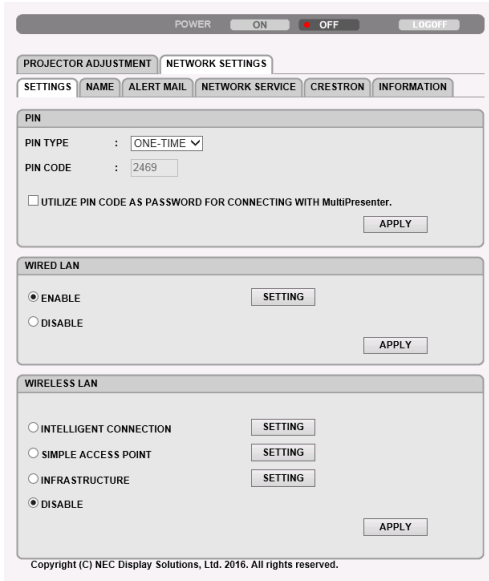 POWER ON OFF LOGOFF
PROJECTOR ADJUSTMENT NETWORK SETTINGS
SETTINGS NAME ALERT MAIL NETWORK SERVICE CRESTRON INFORMATION
PIN
PIN TYPE : ONE-TIME
PIN CODE : 2469
UTILIZE PIN CODE AS PASSWORD FOR CONNECTING WITH MultiPresenter.
APPLY
WIRED LAN
ENABLE SETTING
DISABLE
APPLY
WIRELESS LAN
INTELLIGENT CONNECTION SETTING
SIMPLE ACCESS POINT SETTING
INFRASTRUCTURE SETTING
DISABLE
APPLY
Copyright (C) NEC Display Solutions, Ltd. 2016. All rights reserved.